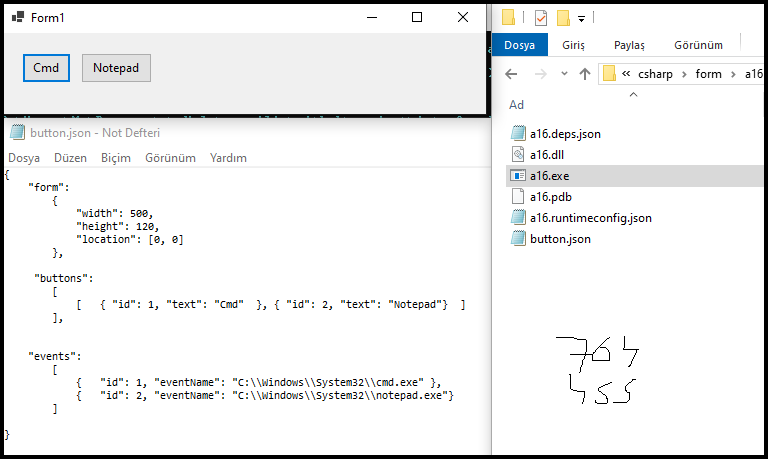 Form1
Cmd
Notepad
button.json - Not Defteri
Dosya Düzen Biçim Görünüm Yardım
{
    "form":
        {
            "width": 500,
            "height": 120,
            "location": [0, 0]
        },
     "buttons":
        [
            [   { "id": 1, "text": "Cmd"  }, { "id": 2, "text": "Notepad"}  ]
        ],
    "events":
        [
            {   "id": 1, "eventName": "C:\\Windows\\System32\\cmd.exe" },
            {   "id": 2, "eventName": "C:\\Windows\\System32\\notepad.exe"}
        ]
}
Dosya Giriş Paylaş Görünüm
« csharp › form › a16
Ad
a16.deps.json
a16.dll
a16.exe
a16.pdb
a16.runtimeconfig.json
button.json
764
455